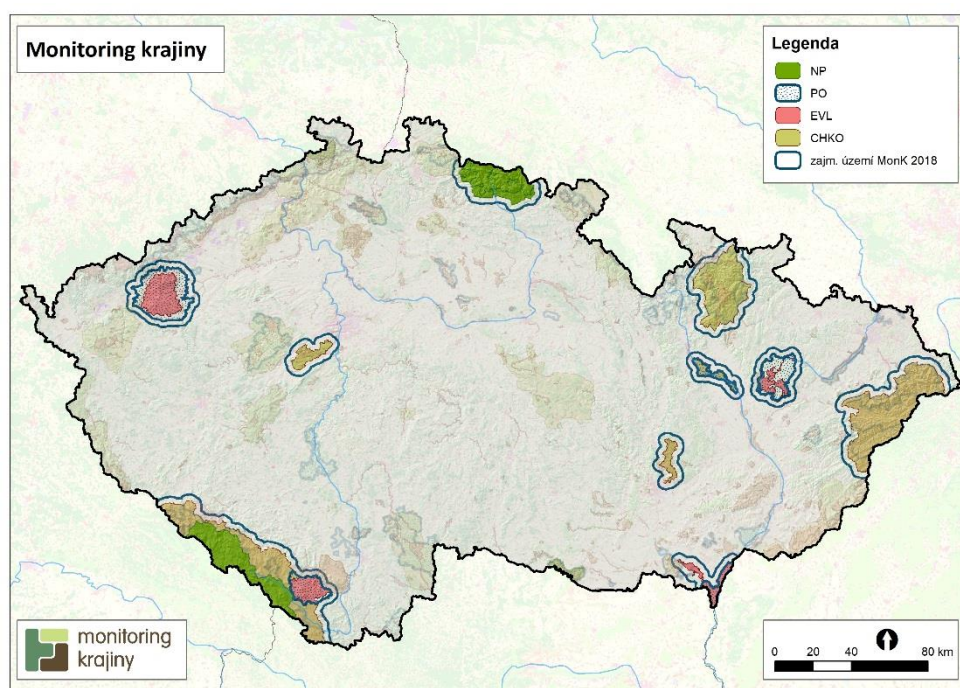 Monitoring krajiny
Legenda
NP
PO
EVL
CHKO
zajm. území MonK 2018
monitoring
krajiny
0 20 40 80 km